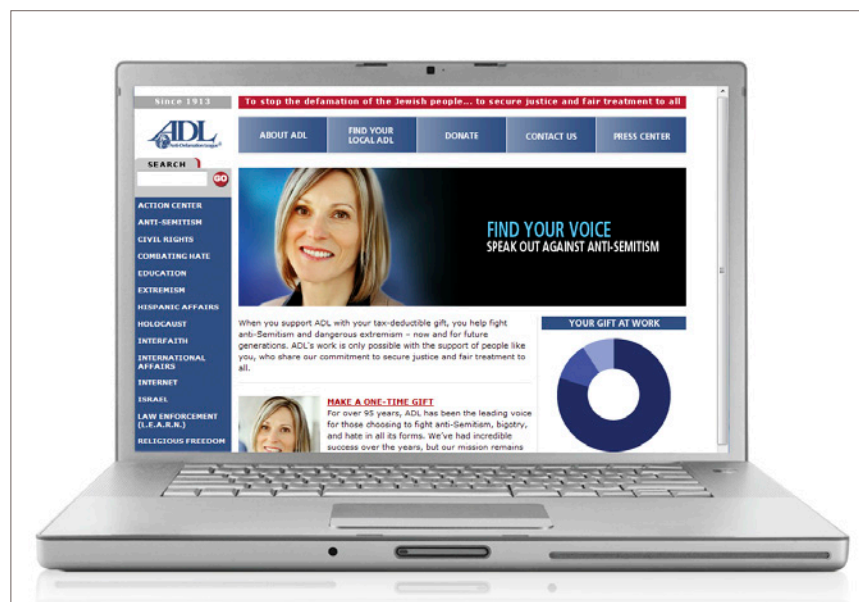 Since 1913
To stop the defamation of the Jewish people... to secure justice and fair treatment to all
ADL
Anti-Defamation League®
ABOUT ADL
FIND YOUR
LOCAL ADL
DONATE
CONTACT US
PRESS CENTER
SEARCH
GO
ACTION CENTER
ANTI-SEMITISM
CIVIL RIGHTS
COMBATING HATE
EDUCATION
EXTREMISM
HISPANIC AFFAIRS
HOLOCAUST
INTERFAITH
INTERNATIONAL
AFFAIRS
INTERNET
ISRAEL
LAW ENFORCEMENT
(L.E.A.R.N.)
RELIGIOUS FREEDOM
FIND YOUR VOICE
SPEAK OUT AGAINST ANTI-SEMITISM
When you support ADL with your tax-deductible gift, you help fight
anti-Semitism and dangerous extremism – now and for future
generations. ADL's work is only possible with the support of people like
you, who share our commitment to secure justice and fair treatment to
all.
YOUR GIFT AT WORK
MAKE A ONE-TIME GIFT
For over 95 years, ADL has been the leading voice
for those choosing to fight anti-Semitism, bigotry,
and hate in all its forms. We've had incredible
success over the years, but our mission remains